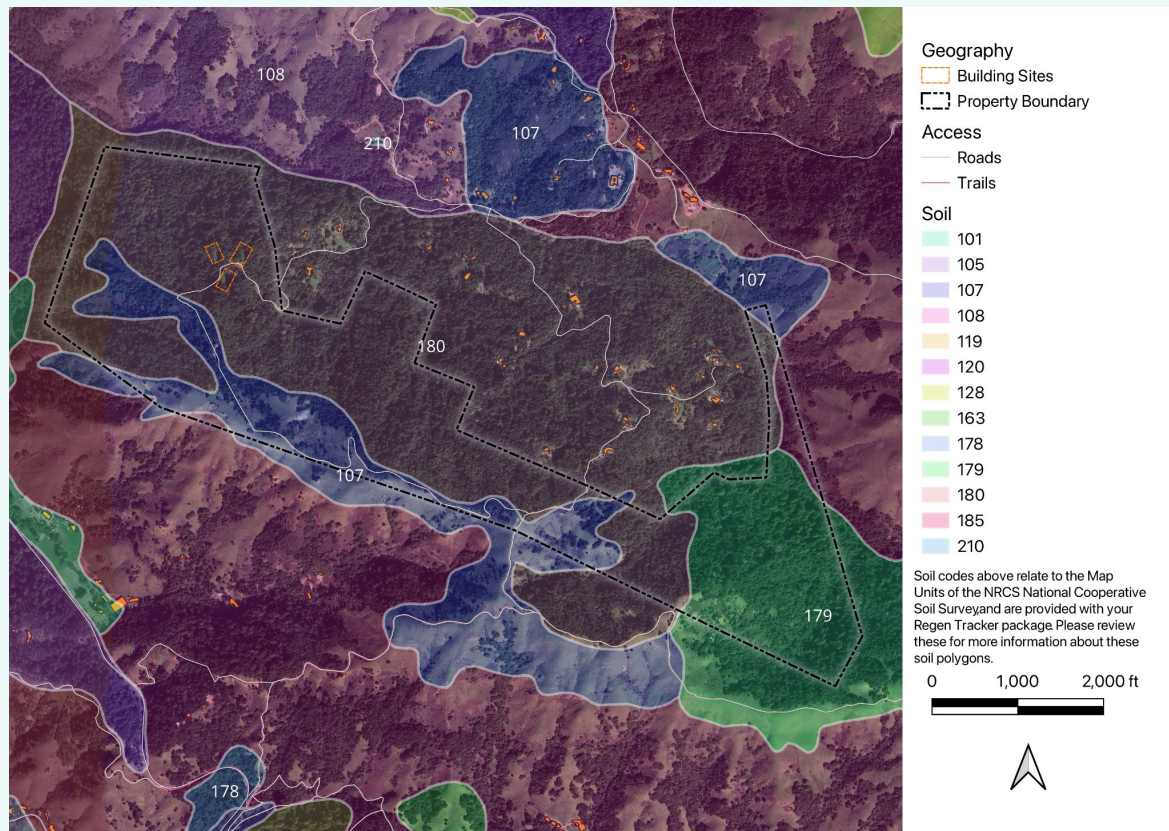 108
107
210
107
180
107
179
178
Geography
Building Sites
Property Boundary
Access
Roads
Trails
Soil
101
105
107
108
119
120
128
163
178
179
180
185
210
Soil codes above relate to the Map
Units of the NRCS National Cooperative
Soil Survey,and are provided with your
Regen Tracker package. Please review
these for more information about these
soil polygons.
0 1,000 2,000 ft